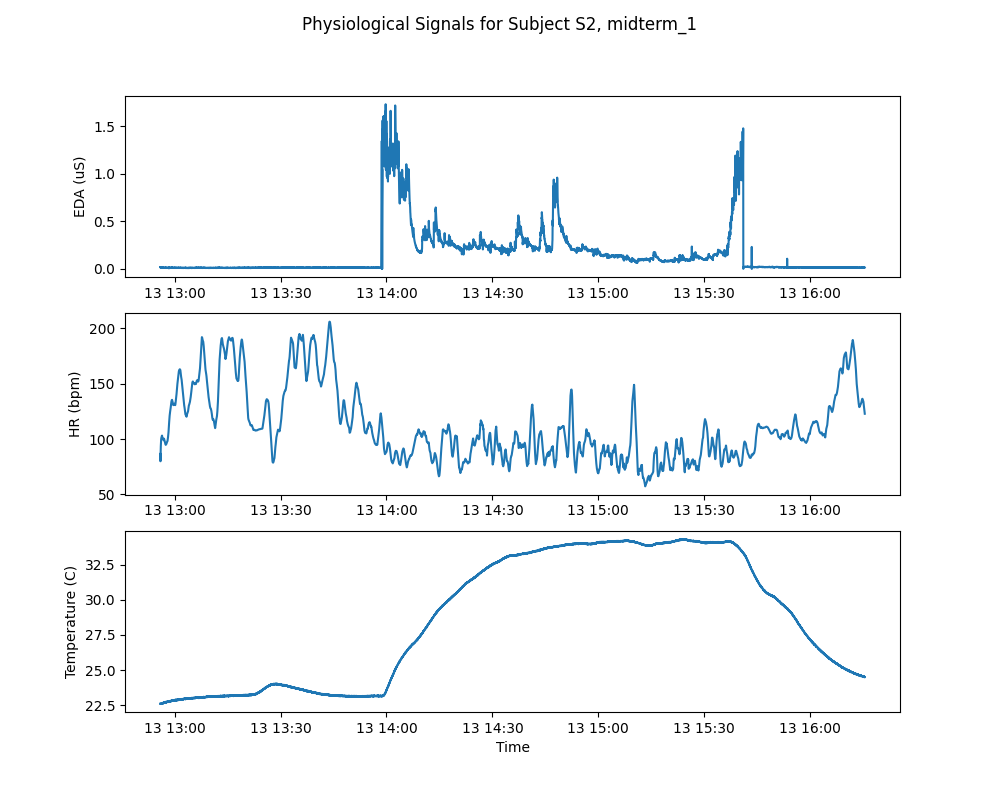 Physiological Signals for Subject S2, midterm_1
EDA (uS)
1.5
1.0
0.5
0.0
13 13:00 13 13:30 13 14:00 13 14:30 13 15:00 13 15:30 13 16:00
HR (bpm)
200
150
100
50
13 13:00 13 13:30 13 14:00 13 14:30 13 15:00 13 15:30 13 16:00
Temperature (C)
32.5
30.0
27.5
25.0
22.5
13 13:00 13 13:30 13 14:00 13 14:30 13 15:00 13 15:30 13 16:00
Time